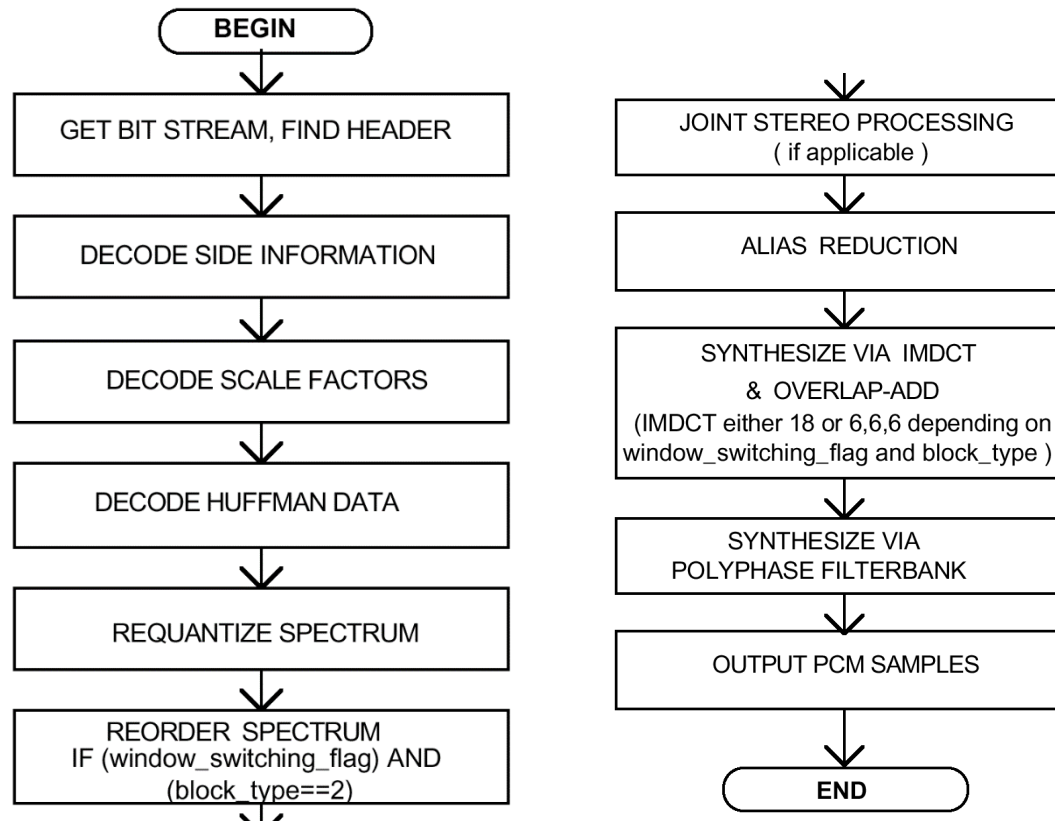 BEGIN
GET BIT STREAM, FIND HEADER
DECODE SIDE INFORMATION
DECODE SCALE FACTORS
DECODE HUFFMAN DATA
REQUANTIZE SPECTRUM
REORDER SPECTRUM
IF (window_switching_flag) AND
(block_type==2)
JOINT STEREO PROCESSING
( if applicable )
ALIAS REDUCTION
SYNTHESIZE VIA IMDCT
& OVERLAP-ADD
(IMDCT either 18 or 6,6,6 depending on
window_switching_flag and block_type )
SYNTHESIZE VIA
POLYPHASE FILTERBANK
OUTPUT PCM SAMPLES
END